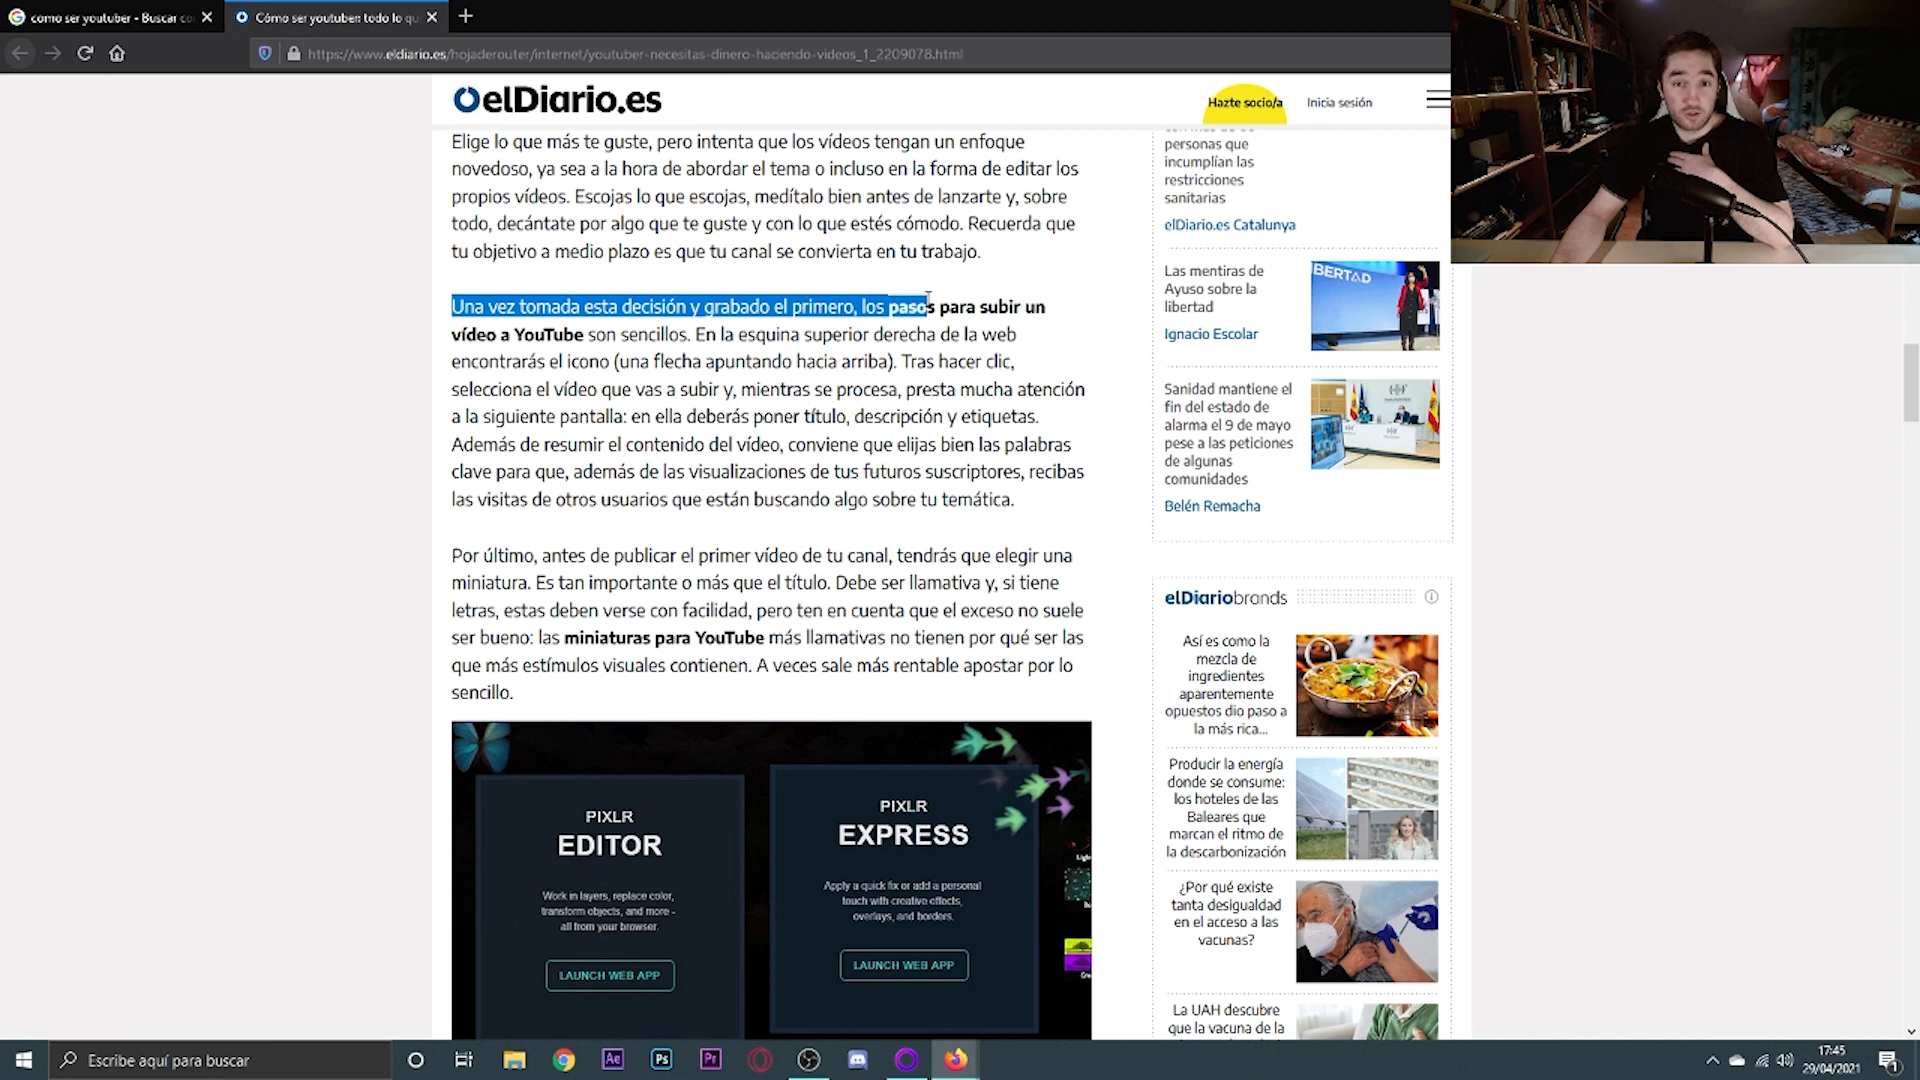 como ser youtuber - Buscar co
Cómo ser youtuber: todo lo qu
https://www.eldiario.es/hojaderouter/internet/youtuber-necesitas-dinero-haciendo-videos_1_2209078.html
elDiario.es
Hazte socio/a
Inicia sesión
Elige lo que más te guste, pero intenta que los vídeos tengan un enfoque
novedoso, ya sea a la hora de abordar el tema o incluso en la forma de editar los
propios vídeos. Escojas lo que escojas, medítalo bien antes de lanzarte y, sobre
todo, decántate por algo que te guste y con lo que estés cómodo. Recuerda que
tu objetivo a medio plazo es que tu canal se convierta en tu trabajo.
Una vez tomada esta decisión y grabado el primero, los pasos para subir un
vídeo a YouTube son sencillos. En la esquina superior derecha de la web
encontrarás el icono (una flecha apuntando hacia arriba). Tras hacer clic,
selecciona el vídeo que vas a subir y, mientras se procesa, presta mucha atención
a la siguiente pantalla: en ella deberás poner título, descripción y etiquetas.
Además de resumir el contenido del vídeo, conviene que elijas bien las palabras
clave para que, además de las visualizaciones de tus futuros suscriptores, recibas
las visitas de otros usuarios que están buscando algo sobre tu temática.
Por último, antes de publicar el primer vídeo de tu canal, tendrás que elegir una
miniatura. Es tan importante o más que el título. Debe ser llamativa y, si tiene
letras, estas deben verse con facilidad, pero ten en cuenta que el exceso no suele
ser bueno: las miniaturas para YouTube más llamativas no tienen por qué ser las
que más estímulos visuales contienen. A veces sale más rentable apostar por lo
sencillo.
PIXLR
EDITOR
Work in layers, replace color,
transform objects, and more -
all from your browser.
LAUNCH WEB APP
PIXLR
EXPRESS
Apply a quick fix or add a personal
touch with creative effects,
overlays, and borders.
LAUNCH WEB APP
Ligh
personas que
incumplían las
restricciones
sanitarias
elDiario.es Catalunya
Las mentiras de
Ayuso sobre la
libertad
Ignacio Escolar
IBERTAD
Sanidad mantiene el
fin del estado de
alarma el 9 de mayo
pese a las peticiones
de algunas
comunidades
Belén Remacha
elDiariobrands
Así es como la
mezcla de
ingredientes
aparentemente
opuestos dio paso a
la más rica...
Producir la energía
donde se consume:
los hoteles de las
Baleares que
marcan el ritmo de
la descarbonización
¿Por qué existe
tanta desigualdad
en el acceso a las
vacunas?
La UAH descubre
que la vacuna de la
Escribe aquí para buscar
Ae
Ps
Pr
17:45
29/04/2021
1